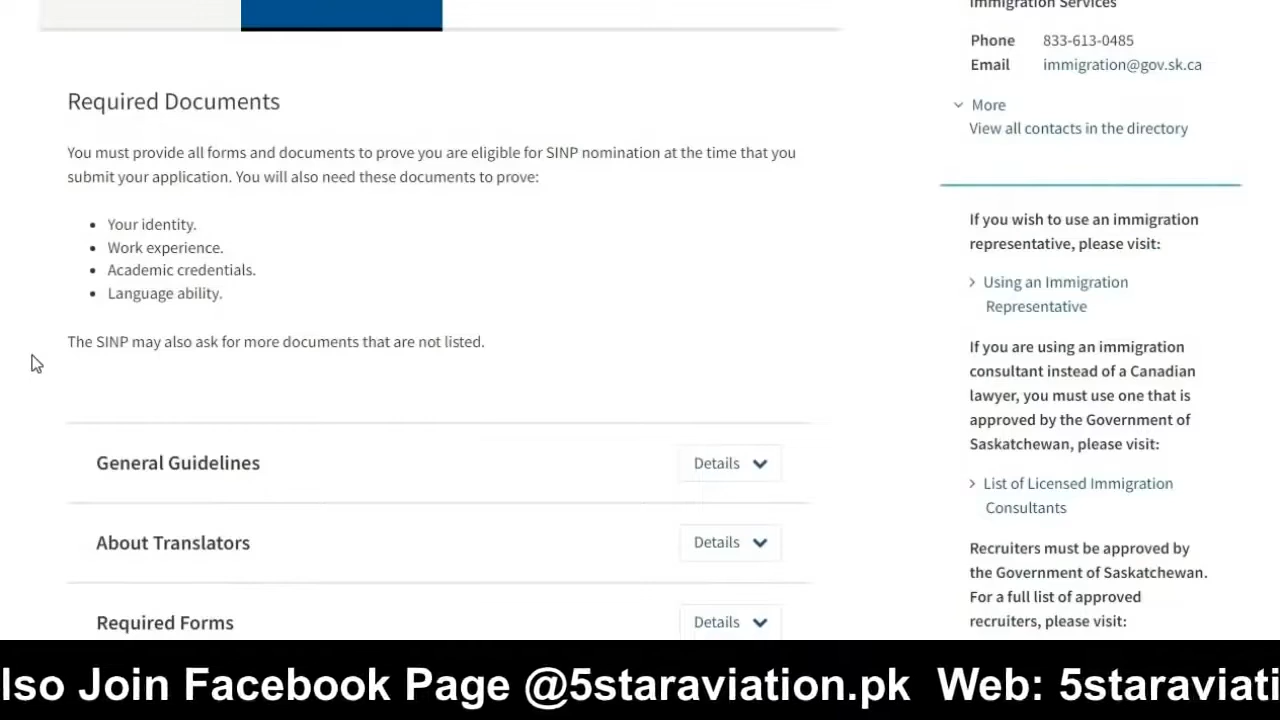 Required Documents
You must provide all forms and documents to prove you are eligible for SINP nomination at the time that you
submit your application. You will also need these documents to prove:
Your identity.
Work experience.
Academic credentials.
Language ability.
The SINP may also ask for more documents that are not listed.
General Guidelines
Details
About Translators
Details
Required Forms
Details
Immigration Services
Phone 833-613-0485
Email immigration@gov.sk.ca
More
View all contacts in the directory
If you wish to use an immigration
representative, please visit:
Using an Immigration
Representative
If you are using an immigration
consultant instead of a Canadian
lawyer, you must use one that is
approved by the Government of
Saskatchewan, please visit:
List of Licensed Immigration
Consultants
Recruiters must be approved by
the Government of Saskatchewan.
For a full list of approved
recruiters, please visit:
lso Join Facebook Page @5staraviation.pk Web: 5staraviati